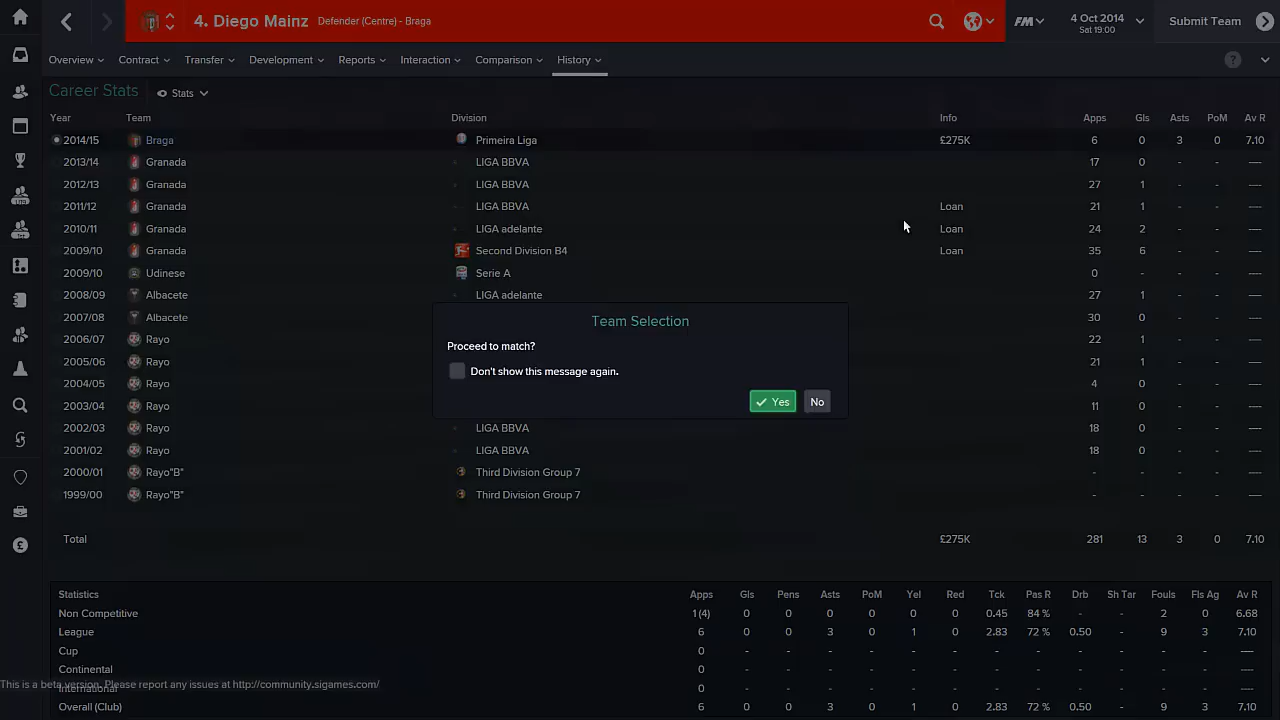 4. Diego Mainz Defender (Centre) - Braga FM 4 Oct 2014 Sat 19:00 Submit Team
Overview Contract Transfer Development Reports Interaction Comparison History ?
Career Stats Stats
Year Team Division Info Apps Gls Asts PoM Av R
2014/15 Braga Primeira Liga £275K 6 0 3 0 7.10
2013/14 Granada LIGA BBVA 17 0 - - ----
2012/13 Granada LIGA BBVA 27 1 - - ----
2011/12 Granada LIGA BBVA Loan 21 1 - - ----
2010/11 Granada LIGA adelante Loan 24 2 - - ----
2009/10 Granada Second Division B4 Loan 35 6 - - ----
2009/10 Udinese Serie A 0 - - - ----
2008/09 Albacete LIGA adelante 27 1 - - ----
2007/08 Albacete 30 0 - - ----
2006/07 Rayo 22 1 - - ----
2005/06 Rayo 21 1 - - ----
2004/05 Rayo 4 0 - - ----
2003/04 Rayo 11 0 - - ----
2002/03 Rayo LIGA BBVA 18 0 - - ----
2001/02 Rayo LIGA BBVA 18 0 - - ----
2000/01 Rayo"B" Third Division Group 7 - - - - ----
1999/00 Rayo"B" Third Division Group 7 - - - - ----
Total £275K 281 13 3 0 7.10
Team Selection
Proceed to match?
Don't show this message again.
Yes No
Statistics Apps Gls Pens Asts PoM Yel Red Tck Pas R Drb Sh Tar Fouls Fls Ag Av R
Non Competitive 1 (4) 0 0 0 0 0 0 0.45 84 % - - 2 0 6.68
League 6 0 0 3 0 1 0 2.83 72 % 0.50 - 9 3 7.10
Cup 0 - - - - - - - - - - - - ----
Continental 0 - - - - - - - - - - - - ----
International 0 - - - - - - - - - - - - ----
This is a beta version. Please report any issues at http://community.sigames.com/
Overall (Club) 6 0 0 3 0 1 0 2.83 72 % 0.50 - 9 3 7.10